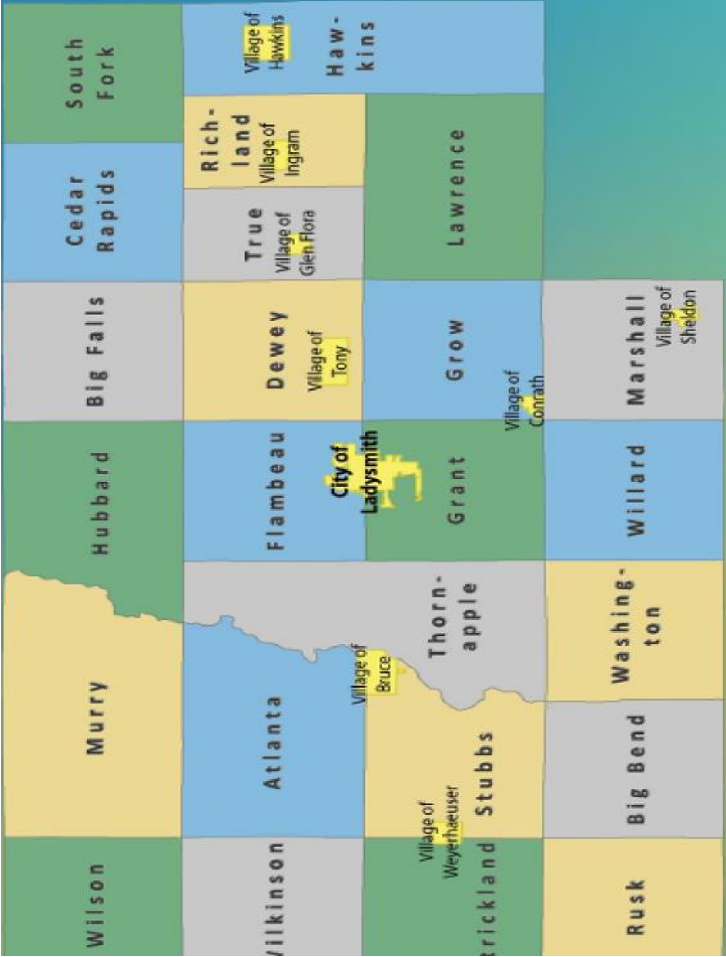 Wilson
Murry
Hubbard
Big Falls
Cedar
Rapids
South
Fork
ilkinson
Atlanta
Flambeau
Dewey
Village of
Tony
True
Village of
Glen Flora
Rich-
land
Village of
Ingram
Village of
Hawkins
Haw-
kins
trickland
Village of
Weyerhaeuser
Stubbs
Village of
Bruce
Thorn-
apple
City of
Ladysmith
Grant
Village of
Conrath
Grow
Lawrence
Rusk
Big Bend
Washing-
ton
Willard
Marshall
Village of
Sheldon